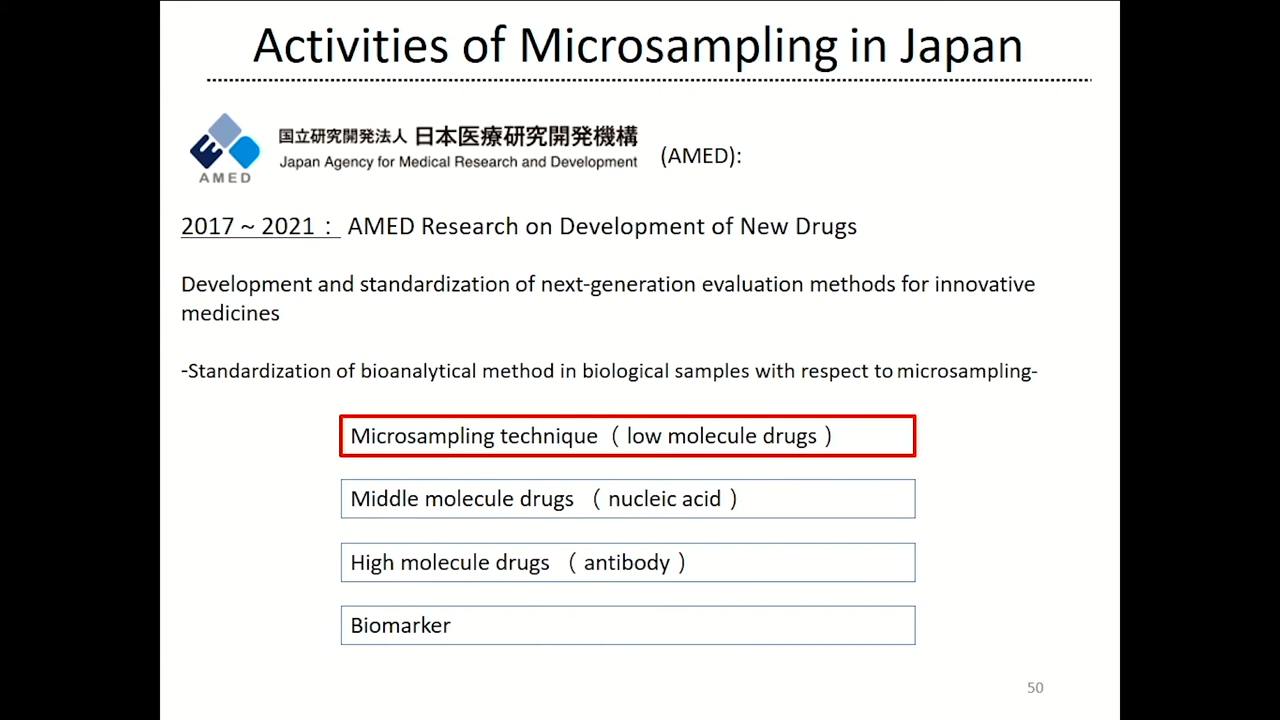 Activities of Microsampling in Japan
国立研究開発法人 日本医療研究開発機構
Japan Agency for Medical Research and Development (AMED):
AMED
2017 ~ 2021 : AMED Research on Development of New Drugs
Development and standardization of next-generation evaluation methods for innovative
medicines
-Standardization of bioanalytical method in biological samples with respect to microsampling-
Microsampling technique ( low molecule drugs )
Middle molecule drugs ( nucleic acid )
High molecule drugs ( antibody )
Biomarker
50